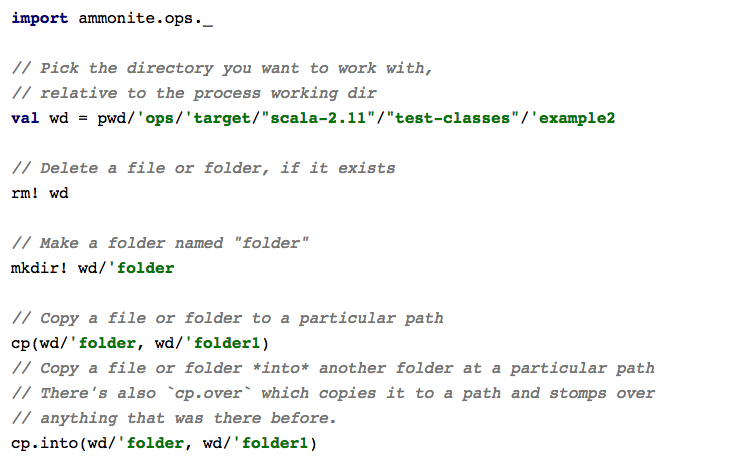 import ammonite.ops._
// Pick the directory you want to work with,
// relative to the process working dir
val wd = pwd/'ops/'target/"scala-2.11"/"test-classes"/'example2
// Delete a file or folder, if it exists
rm! wd
// Make a folder named "folder"
mkdir! wd/'folder
// Copy a file or folder to a particular path
cp(wd/'folder, wd/'folder1)
// Copy a file or folder *into* another folder at a particular path
// There's also `cp.over` which copies it to a path and stomps over
// anything that was there before.
cp.into(wd/'folder, wd/'folder1)